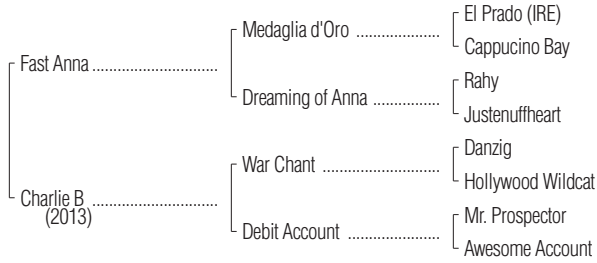 El Prado (IRE)
Medaglia d'Oro ..................
Cappucino Bay
Fast Anna ...........................
Rahy
Dreaming of Anna ..............
Justenuffheart
Danzig
War Chant .........................
Hollywood Wildcat
Charlie B ...........................
(2013)
Mr. Prospector
Debit Account ...................
Awesome Account